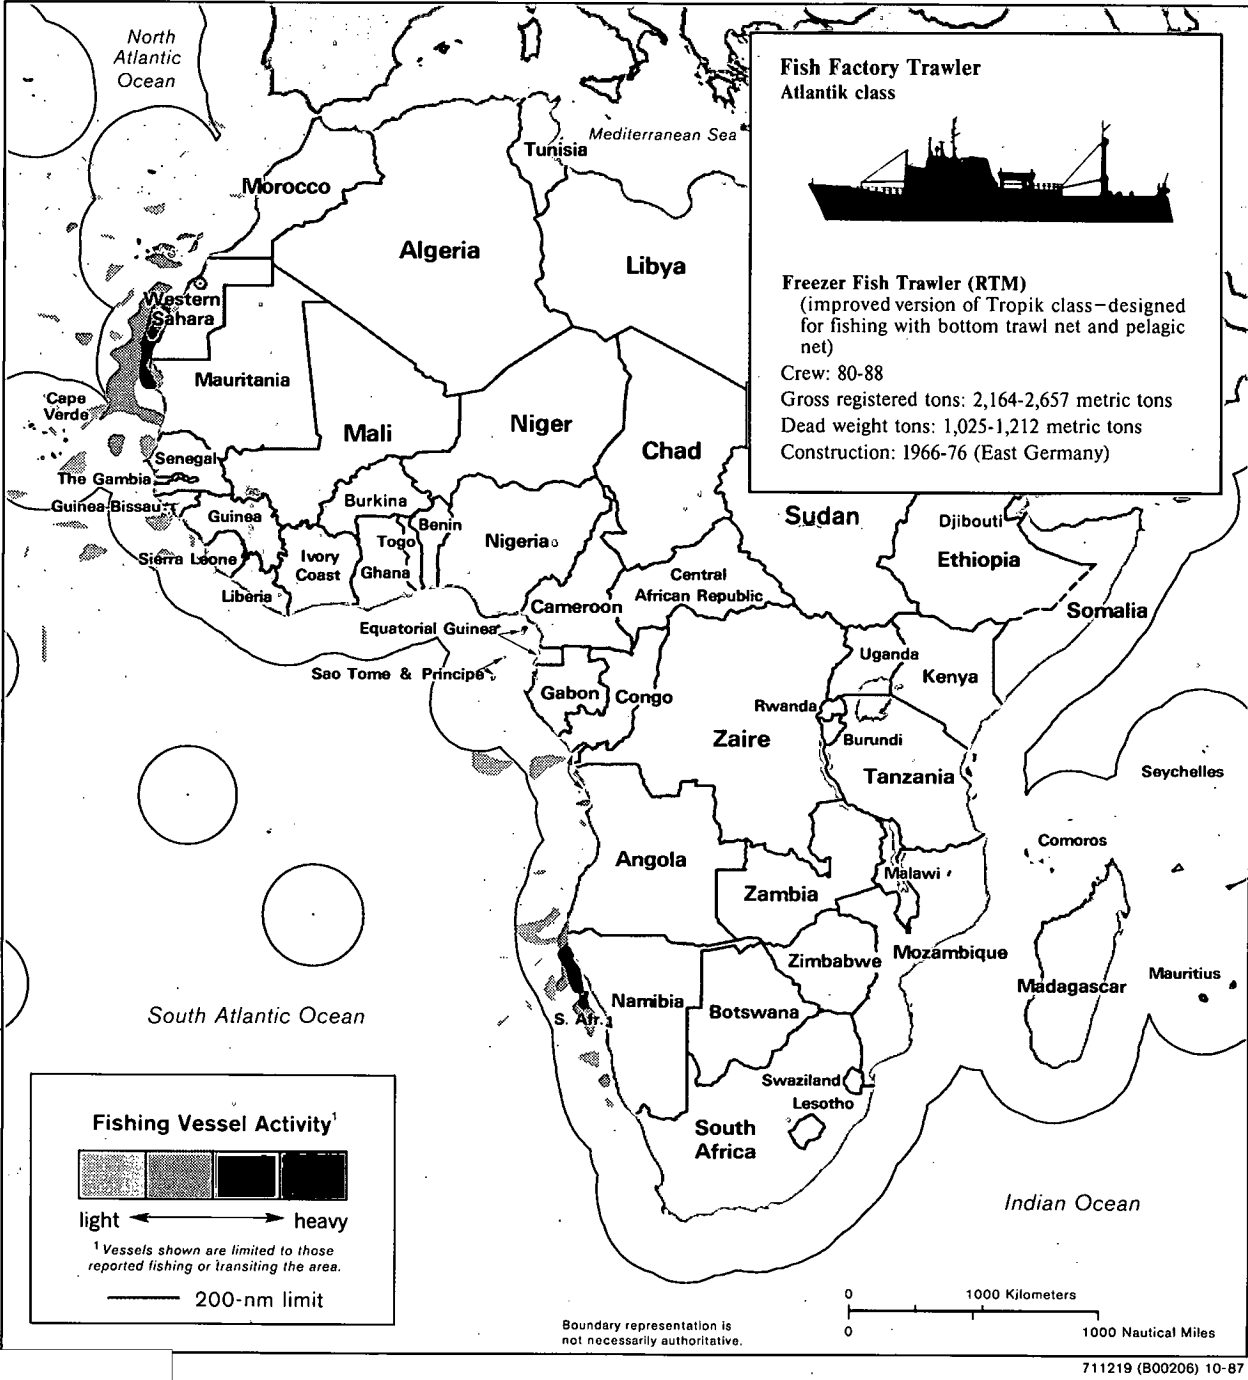 North
Atlantic
Ocean
Mediterranean Sea
Fish Factory Trawler
Atlantik class
Freezer Fish Trawler (RTM)
(improved version of Tropik class—designed
for fishing with bottom trawl net and pelagic
net)
Crew: 80-88
Gross registered tons: 2,164-2,657 metric tons
Dead weight tons: 1,025-1,212 metric tons
Construction: 1966-76 (East Germany)
Tunisia
Morocco
Algeria
Libya
Western
Sahara
Mauritania
Cape
Verde
Mali
Niger
Chad
Senegal
The Gambia
Guinea-Bissau
Guinea
Burkina
Benin
Togo
Nigeria
Sudan
Djibouti
Ethiopia
Sierra Leone
Ivory
Coast
Ghana
Liberia
Central
African Republic
Cameroon
Somalia
Equatorial Guinea
Sao Tome & Principe
Uganda
Kenya
Gabon
Congo
Rwanda
Zaire
Burundi
Tanzania
Seychelles
Comoros
Angola
Malawi
Zambia
Mozambique
Zimbabwe
Mauritius
Madagascar
Namibia
Botswana
S. Afr.
South Atlantic Ocean
Swaziland
Lesotho
South
Africa
Indian Ocean
Fishing Vessel Activity¹
light heavy
¹ Vessels shown are limited to those
reported fishing or transiting the area.
200-nm limit
0 1000 Kilometers
0 1000 Nautical Miles
Boundary representation is
not necessarily authoritative.
711219 (B00206) 10-87